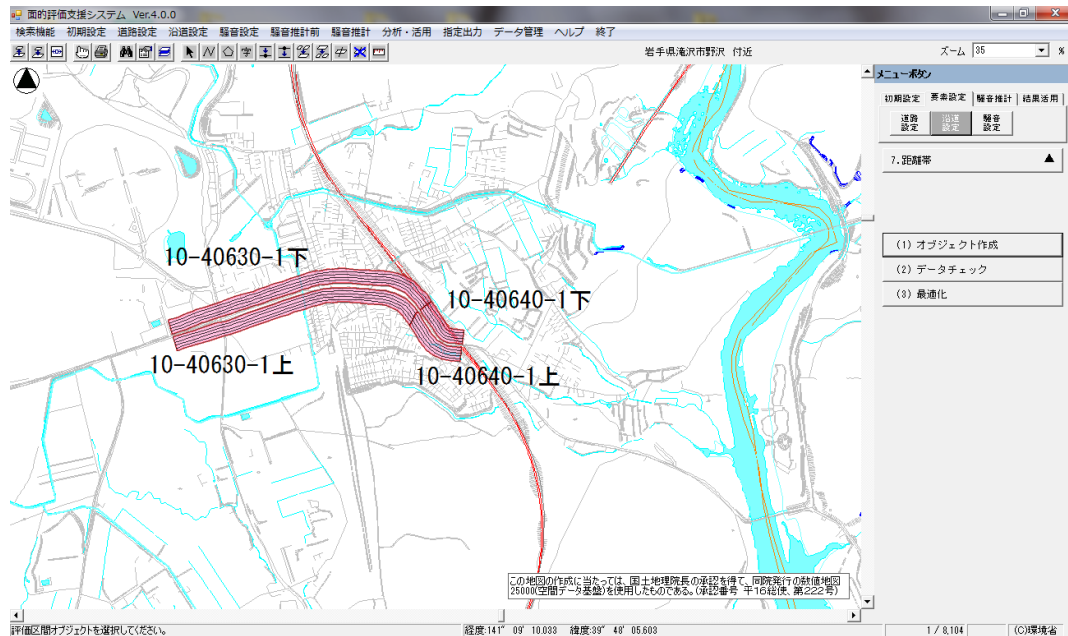 面的評価支援システム Ver.4.0.0
検索機能 初期設定 道路設定 沿道設定 騒音設定 騒音推計前 騒音推計 分析・活用 指定出力 データ管理 ヘルプ 終了
岩手県滝沢市野沢 付近
ズーム 35 %
メニューボタン
初期設定 要素設定 騒音推計 結果活用
道路設定 沿道設定 騒音設定
7.距離帯 ▲
(1) オブジェクト作成
(2) データチェック
(3) 最適化
10-40630-1下
10-40640-1下
10-40630-1上
10-40640-1上
この地図の作成に当たっては、国土地理院長の承認を得て、同院発行の数値地図
25000(空間データ基盤)を使用したものである。(承認番号 平16総使、第222号)
評価区間オブジェクトを選択してください。
経度:141° 09' 10.033 緯度:39° 48' 05.603
1 / 8,104
(C)環境省